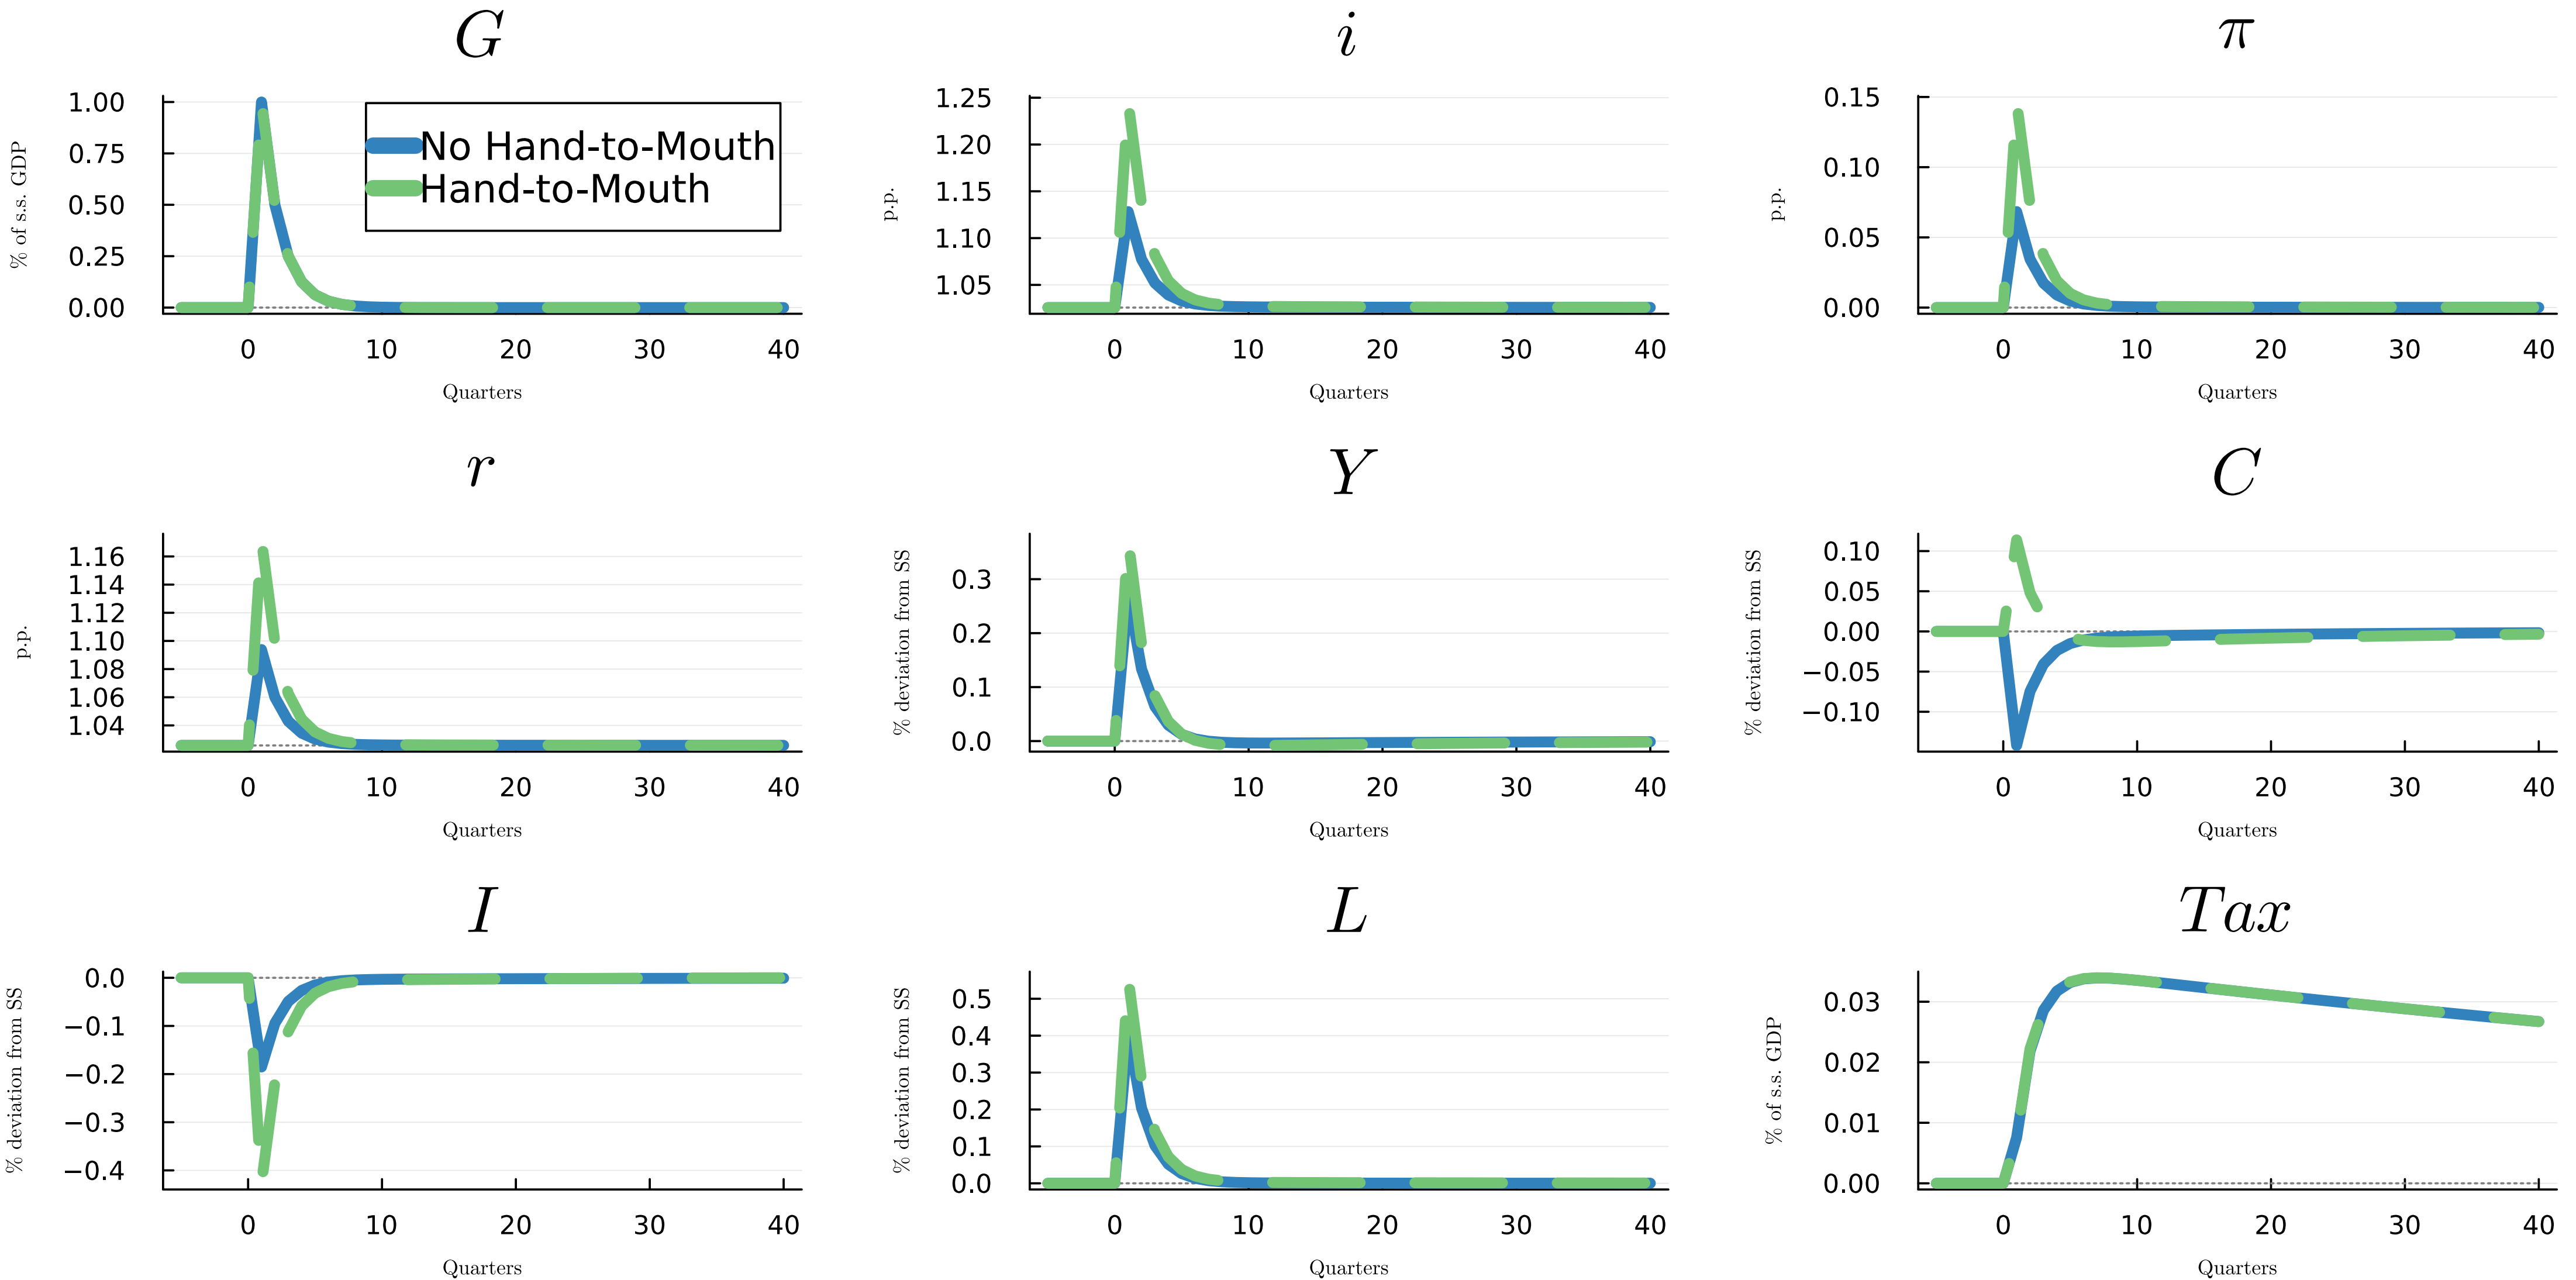 G
% of s.s. GDP
1.00
0.75
0.50
0.25
0.00
No Hand-to-Mouth
Hand-to-Mouth
0 10 20 30 40
Quarters
i
p.p.
1.25
1.20
1.15
1.10
1.05
0 10 20 30 40
Quarters
π
p.p.
0.15
0.10
0.05
0.00
0 10 20 30 40
Quarters
r
p.p.
1.16
1.14
1.12
1.10
1.08
1.06
1.04
0 10 20 30 40
Quarters
Y
% deviation from SS
0.3
0.2
0.1
0.0
0 10 20 30 40
Quarters
C
% deviation from SS
0.10
0.05
0.00
−0.05
−0.10
0 10 20 30 40
Quarters
I
% deviation from SS
0.0
−0.1
−0.2
−0.3
−0.4
0 10 20 30 40
Quarters
L
% deviation from SS
0.5
0.4
0.3
0.2
0.1
0.0
0 10 20 30 40
Quarters
Tax
% of s.s. GDP
0.03
0.02
0.01
0.00
0 10 20 30 40
Quarters